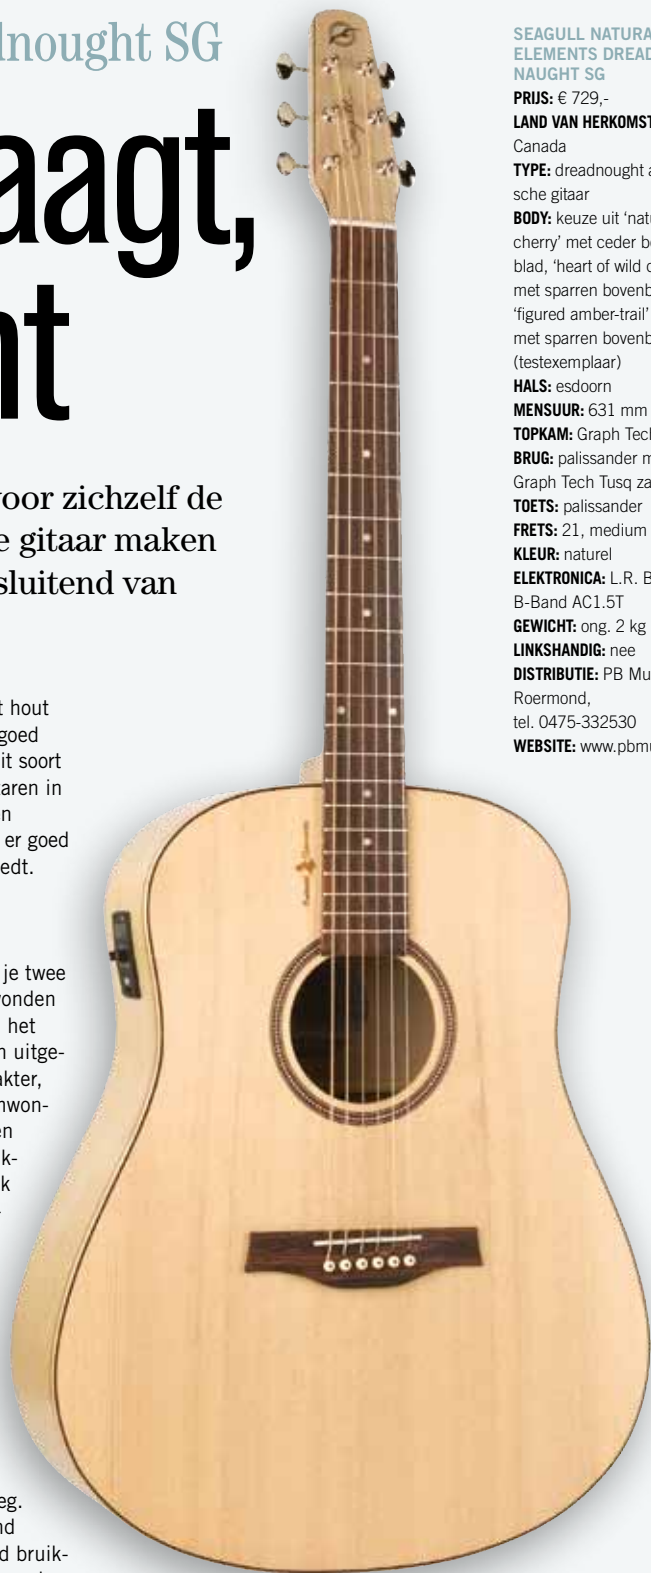 dnought SG
aagt,
nt
voor zichzelf de
e gitaar maken
sluitend van
t hout
goed
it soort
aren in
n
er goed
edt.
je twee
onden
het
n uitge-
akter,
nwon-
en
k-
k
eg.
nd
d bruik-
SEAGULL NATURA
ELEMENTS DREAD
NAUGHT SG
PRIJS: € 729,-
LAND VAN HERKOMST
Canada
TYPE: dreadnought a
sche gitaar
BODY: keuze uit ‘natu
cherry’ met ceder bo
blad, ‘heart of wild c
met sparren bovenb
‘figured amber-trail’
met sparren bovenb
(testexemplaar)
HALS: esdoorn
MENSUUR: 631 mm
TOPKAM: Graph Tech
BRUG: palissander m
Graph Tech Tusq za
TOETS: palissander
FRETS: 21, medium
KLEUR: naturel
ELEKTRONICA: L.R. B
B-Band AC1.5T
GEWICHT: ong. 2 kg
LINKSHANDIG: nee
DISTRIBUTIE: PB Mu
Roermond,
tel. 0475-332530
WEBSITE: www.pbmu